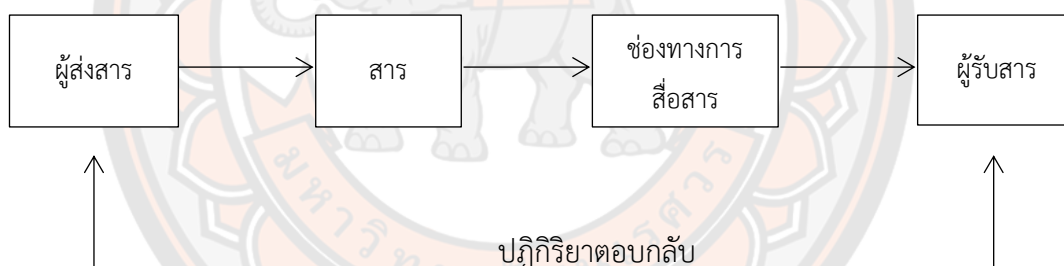 ผู้ส่งสาร
สาร
ช่องทางการ
สื่อสาร
ผู้รับสาร
ปฏิกิริยาตอบกลับ